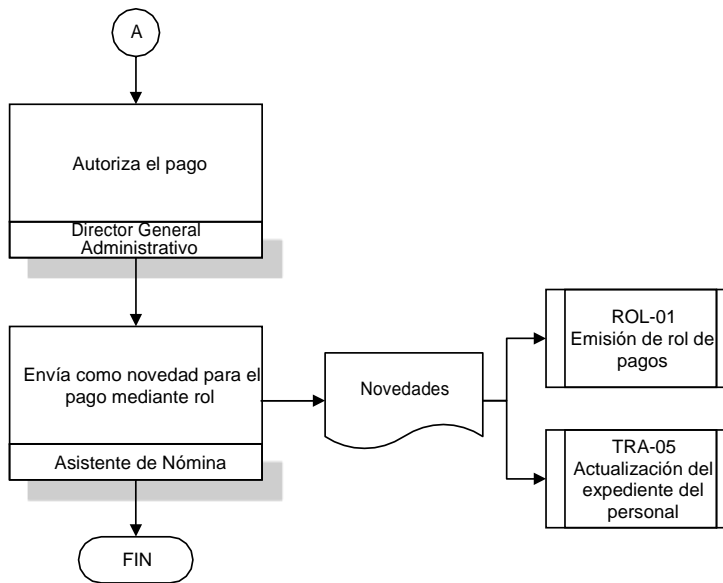 A
Autoriza el pago
Director General
Administrativo
Envía como novedad para el
pago mediante rol
Asistente de Nómina
Novedades
ROL-01
Emisión de rol de
pagos
TRA-05
Actualización del
expediente del
personal
FIN